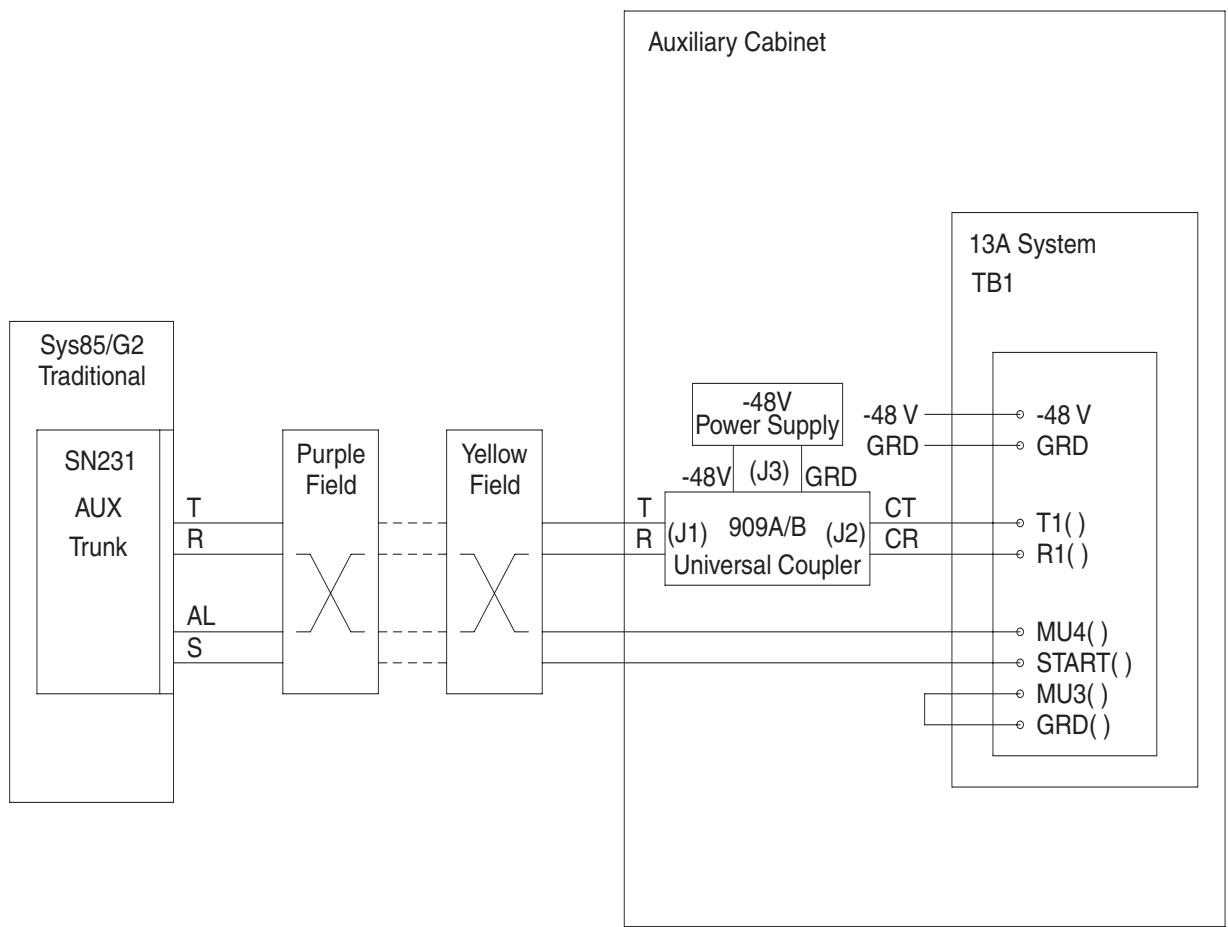 Auxiliary Cabinet
13A System
TB1
Sys85/G2
Traditional
SN231
AUX
Trunk
T
R
AL
S
Purple
Field
Yellow
Field
-48V
Power Supply
-48V
(J3)
GRD
T
R
(J1)
909A/B
(J2)
Universal Coupler
CT
CR
-48 V
GRD
-48 V
GRD
T1( )
R1( )
MU4( )
START( )
MU3( )
GRD( )